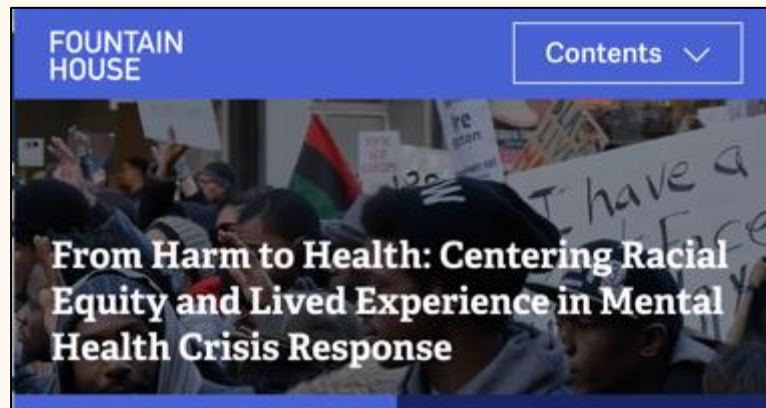 FOUNTAIN
HOUSE
Contents
I have a
From Harm to Health: Centering Racial
Equity and Lived Experience in Mental
Health Crisis Response